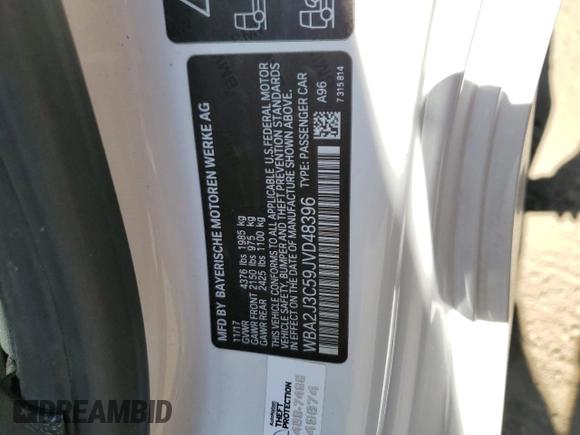 MFD BY BAYERISCHE MOTOREN WERKE AG
11/17
GVWR 4376 lbs 1985 kg
GAWR FRONT 2150 lbs 975 kg
GAWR REAR 2425 lbs 1100 kg
THIS VEHICLE CONFORMS TO ALL APPLICABLE U.S. FEDERAL MOTOR
VEHICLE SAFETY, BUMPER AND THEFT PREVENTION STANDARDS
IN EFFECT ON THE DATE OF MANUFACTURE SHOWN ABOVE.
WBA2J3C59JVD48396 TYPE: PASSENGER CAR
A96
7 315 814
THEFT
PROTECTION
DREAMBID